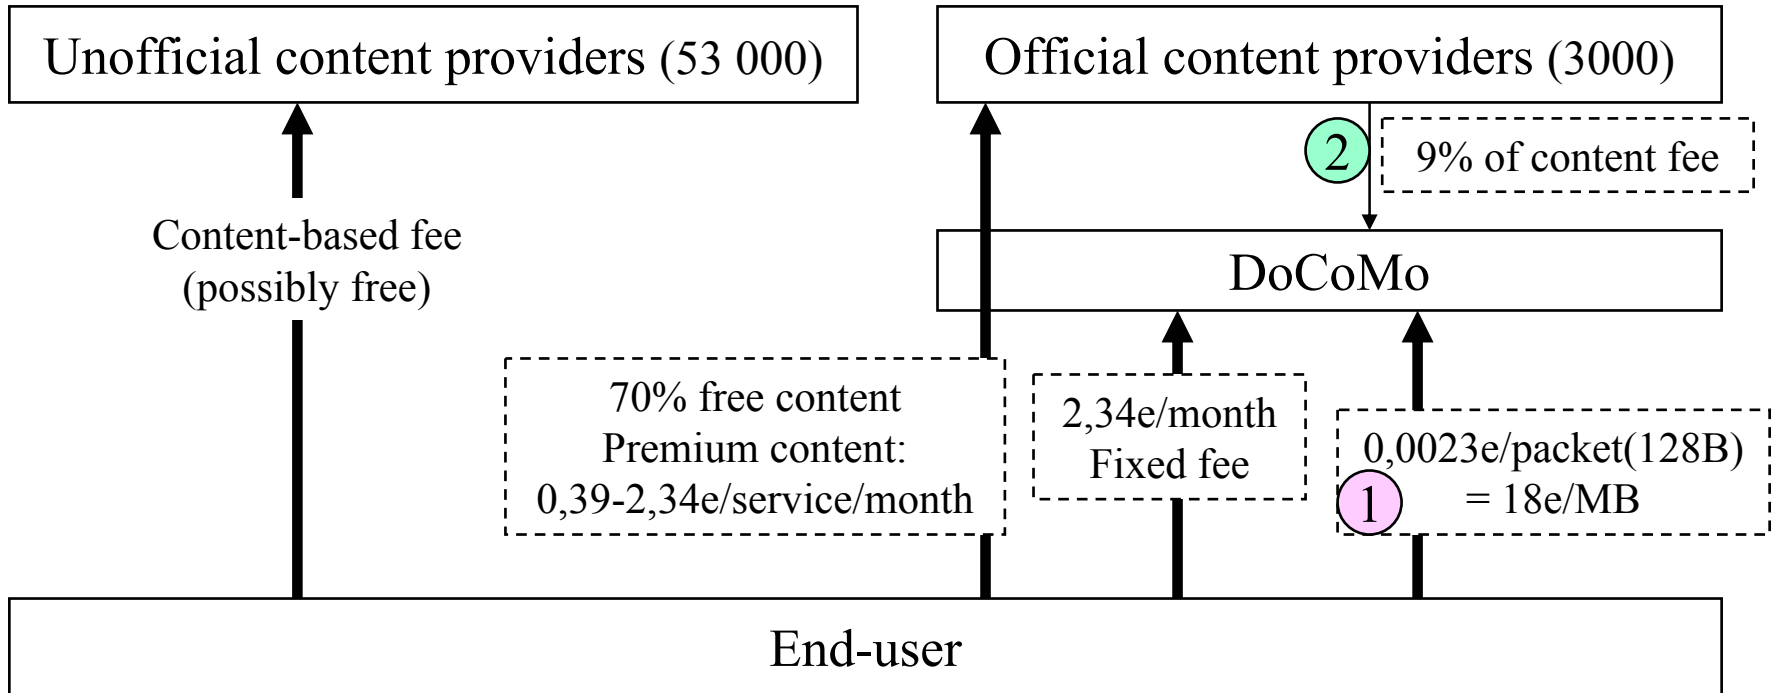 Unofficial content providers (53 000)
Official content providers (3000)
2
9% of content fee
Content-based fee
(possibly free)
DoCoMo
70% free content
Premium content:
0,39-2,34e/service/month
2,34e/month
Fixed fee
0,0023e/packet(128B)
= 18e/MB
1
End-user